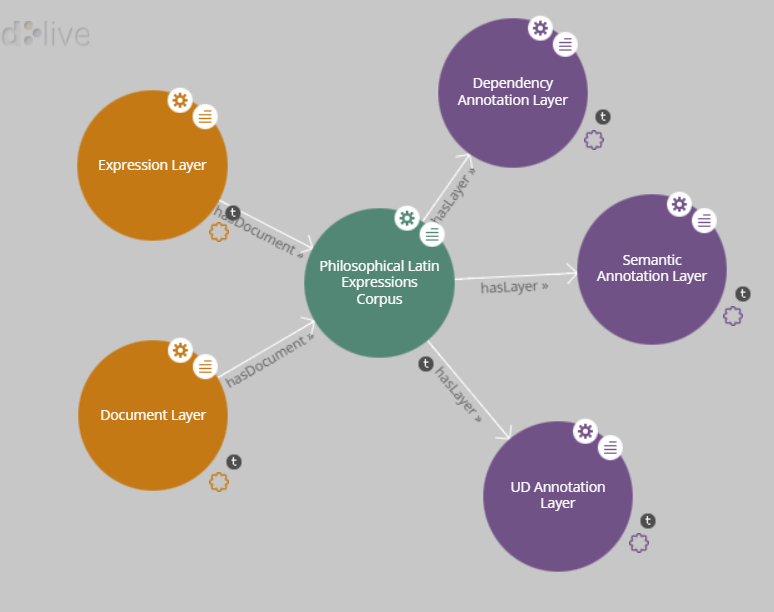 d:live
Dependency
Annotation Layer
t
Expression Layer
t
hasDocument »
hasLayer »
Philosophical Latin
Expressions
Corpus
Semantic
Annotation Layer
hasLayer »
t
hasDocument »
t
hasLayer »
Document Layer
t
UD Annotation
Layer
t